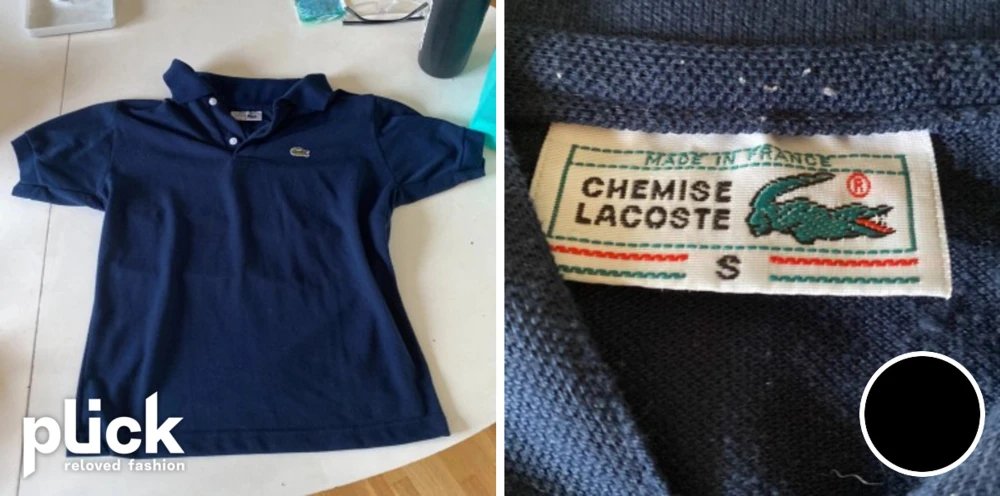 plick
reloved fashion
MADE IN FRANCE
CHEMISE
LACOSTE
®
S